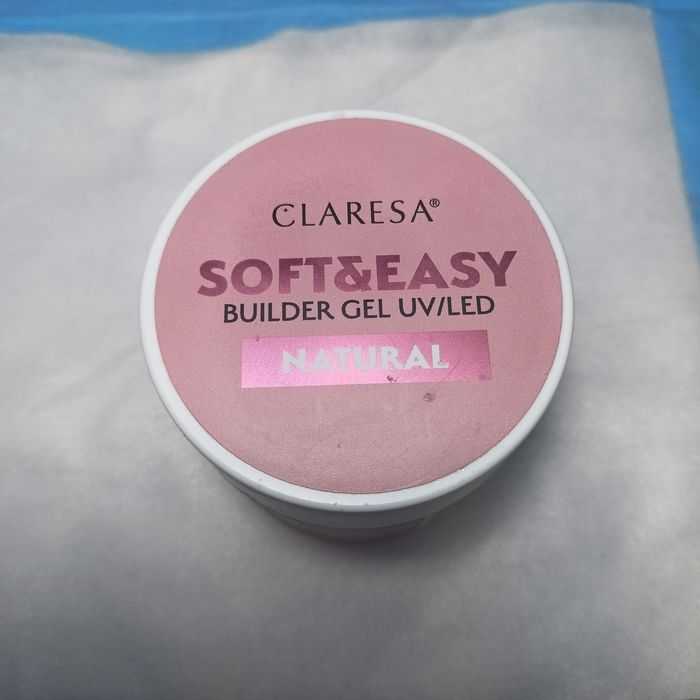 CLARESA®
SOFT&EASY
BUILDER GEL UV/LED
NATURAL